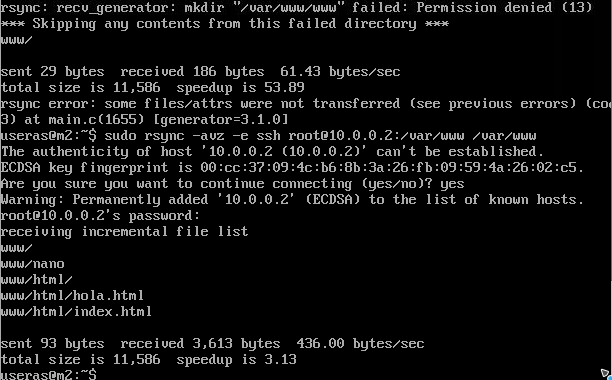 rsync: recv_generator: mkdir "/var/www/www" failed: Permission denied (13)
*** Skipping any contents from this failed directory ***
www/
sent 29 bytes  received 186 bytes  61.43 bytes/sec
total size is 11,586  speedup is 53.89
rsync error: some files/attrs were not transferred (see previous errors) (cod
3) at main.c(1655) [generator=3.1.0]
useras@m2:~$ sudo rsync -avz -e ssh root@10.0.0.2:/var/www /var/www
The authenticity of host '10.0.0.2 (10.0.0.2)' can't be established.
ECDSA key fingerprint is 00:cc:37:09:4c:b6:8b:3a:26:fb:09:59:4a:26:02:c5.
Are you sure you want to continue connecting (yes/no)? yes
Warning: Permanently added '10.0.0.2' (ECDSA) to the list of known hosts.
root@10.0.0.2's password:
receiving incremental file list
www/
www/nano
www/html/
www/html/hola.html
www/html/index.html
sent 93 bytes  received 3,613 bytes  436.00 bytes/sec
total size is 11,586  speedup is 3.13
useras@m2:~$